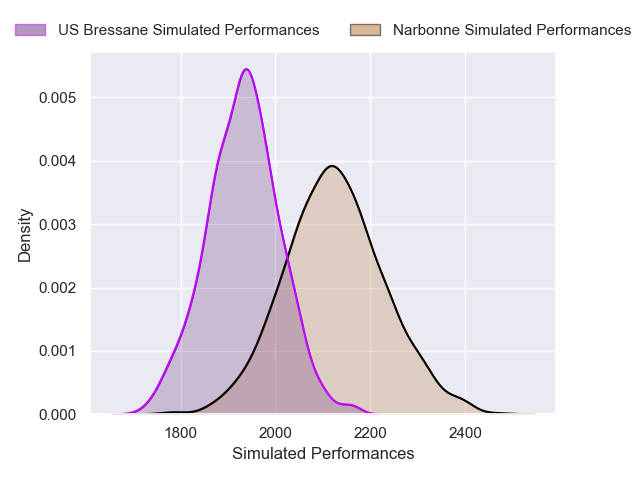 US Bressane Simulated Performances Narbonne Simulated Performances
0.005
0.004
0.003
0.002
0.001
0.000
Density
1800 2000 2200 2400
Simulated Performances